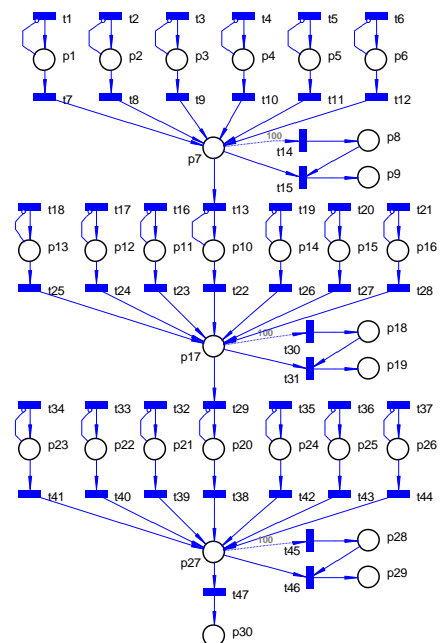 t1 t2 t3 t4 t5 t6
p1 p2 p3 p4 p5 p6
t7 t8 t9 t10 t11 t12
100
p7 t14 p8
t15 p9
t18 t17 t16 t13 t19 t20 t21
p13 p12 p11 p10 p14 p15 p16
t25 t24 t23 t22 t26 t27 t28
100
p17 t30 p18
t31 p19
t34 t33 t32 t29 t35 t36 t37
p23 p22 p21 p20 p24 p25 p26
t41 t40 t39 t38 t42 t43 t44
100
p27 t45 p28
t46 p29
t47
p30